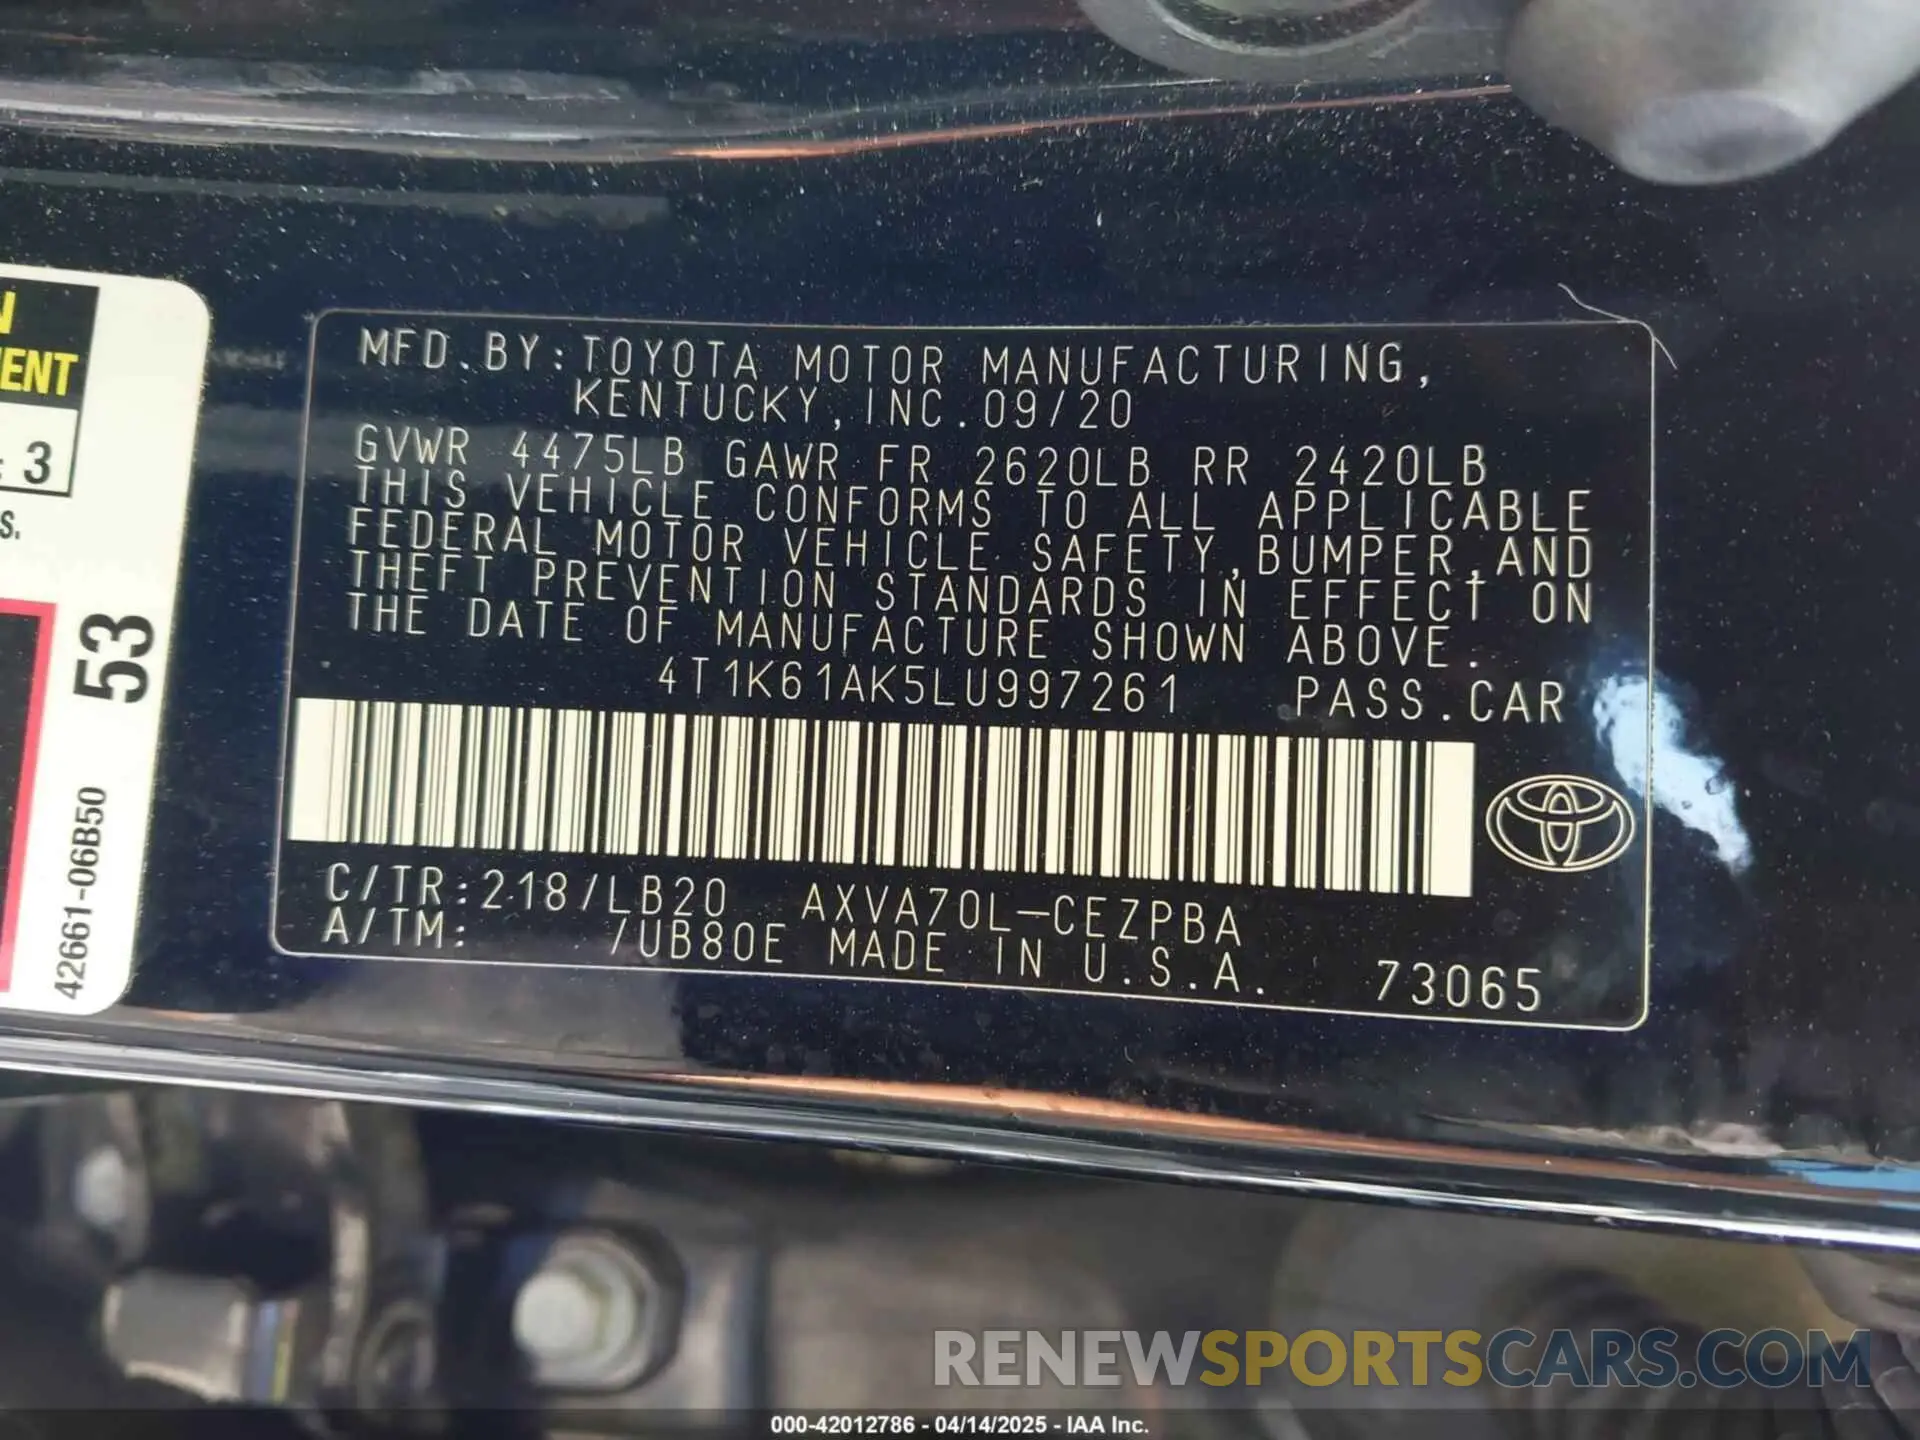 N
ENT
: 3
S.
53
42661-06B50
MFD.BY:TOYOTA MOTOR MANUFACTURING,
KENTUCKY,INC.09/20
GVWR 4475LB GAWR FR 2620LB RR 2420LB
THIS VEHICLE CONFORMS TO ALL APPLICABLE
FEDERAL MOTOR VEHICLE SAFETY,BUMPER,AND
THEFT PREVENTION STANDARDS IN EFFECT ON
THE DATE OF MANUFACTURE SHOWN ABOVE.
4T1K61AK5LU997261 PASS.CAR
C/TR:218/LB20 AXVA70L-CEZPBA
A/TM: /UB80E MADE IN U.S.A. 73065
RENEWSPORTSCARS.COM
000-42012786 - 04/14/2025 - IAA Inc.